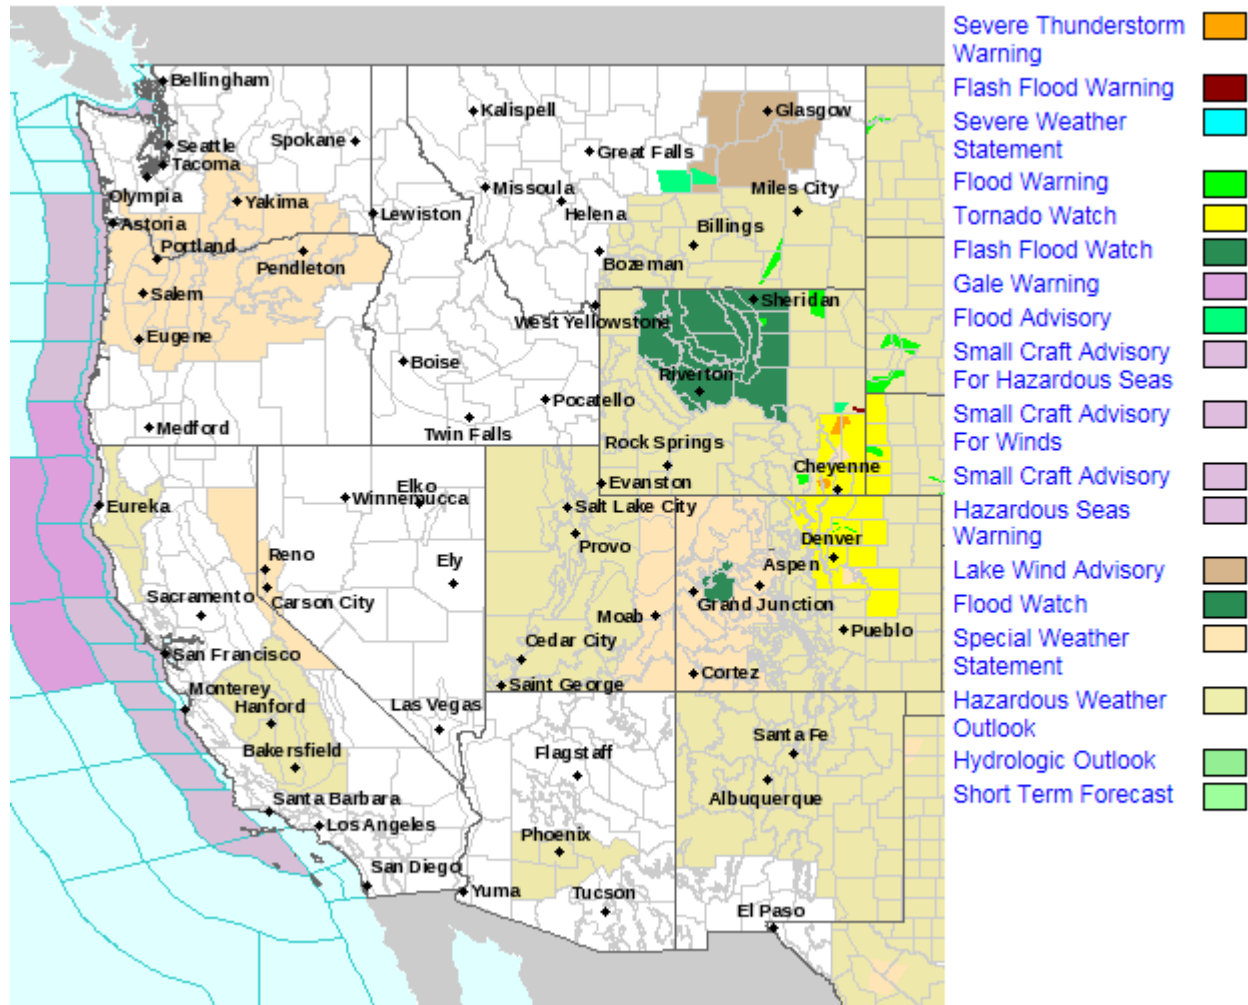 Bellingham
Kalispell
Glasgow
Spokane
Seattle
Great Falls
Tacoma
Missoula
Miles City
Olympia
Yakima
Lewiston
Helena
Astoria
Billings
Portland
Pendleton
Bozeman
Salem
Sheridan
West Yellowstone
Eugene
Boise
Riverton
Pocatello
Medford
Twin Falls
Rock Springs
Cheyenne
Elko
Evanston
Winnemucca
Eureka
Salt Lake City
Provo
Denver
Reno
Ely
Aspen
Sacramento
Carson City
Grand Junction
Moab
Pueblo
Cedar City
San Francisco
Cortez
Monterey
Saint George
Hanford
Las Vegas
Santa Fe
Bakersfield
Flagstaff
Albuquerque
Santa Barbara
Los Angeles
Phoenix
San Diego
Yuma
Tucson
El Paso
Severe Thunderstorm
Warning
Flash Flood Warning
Severe Weather
Statement
Flood Warning
Tornado Watch
Flash Flood Watch
Gale Warning
Flood Advisory
Small Craft Advisory
For Hazardous Seas
Small Craft Advisory
For Winds
Small Craft Advisory
Hazardous Seas
Warning
Lake Wind Advisory
Flood Watch
Special Weather
Statement
Hazardous Weather
Outlook
Hydrologic Outlook
Short Term Forecast